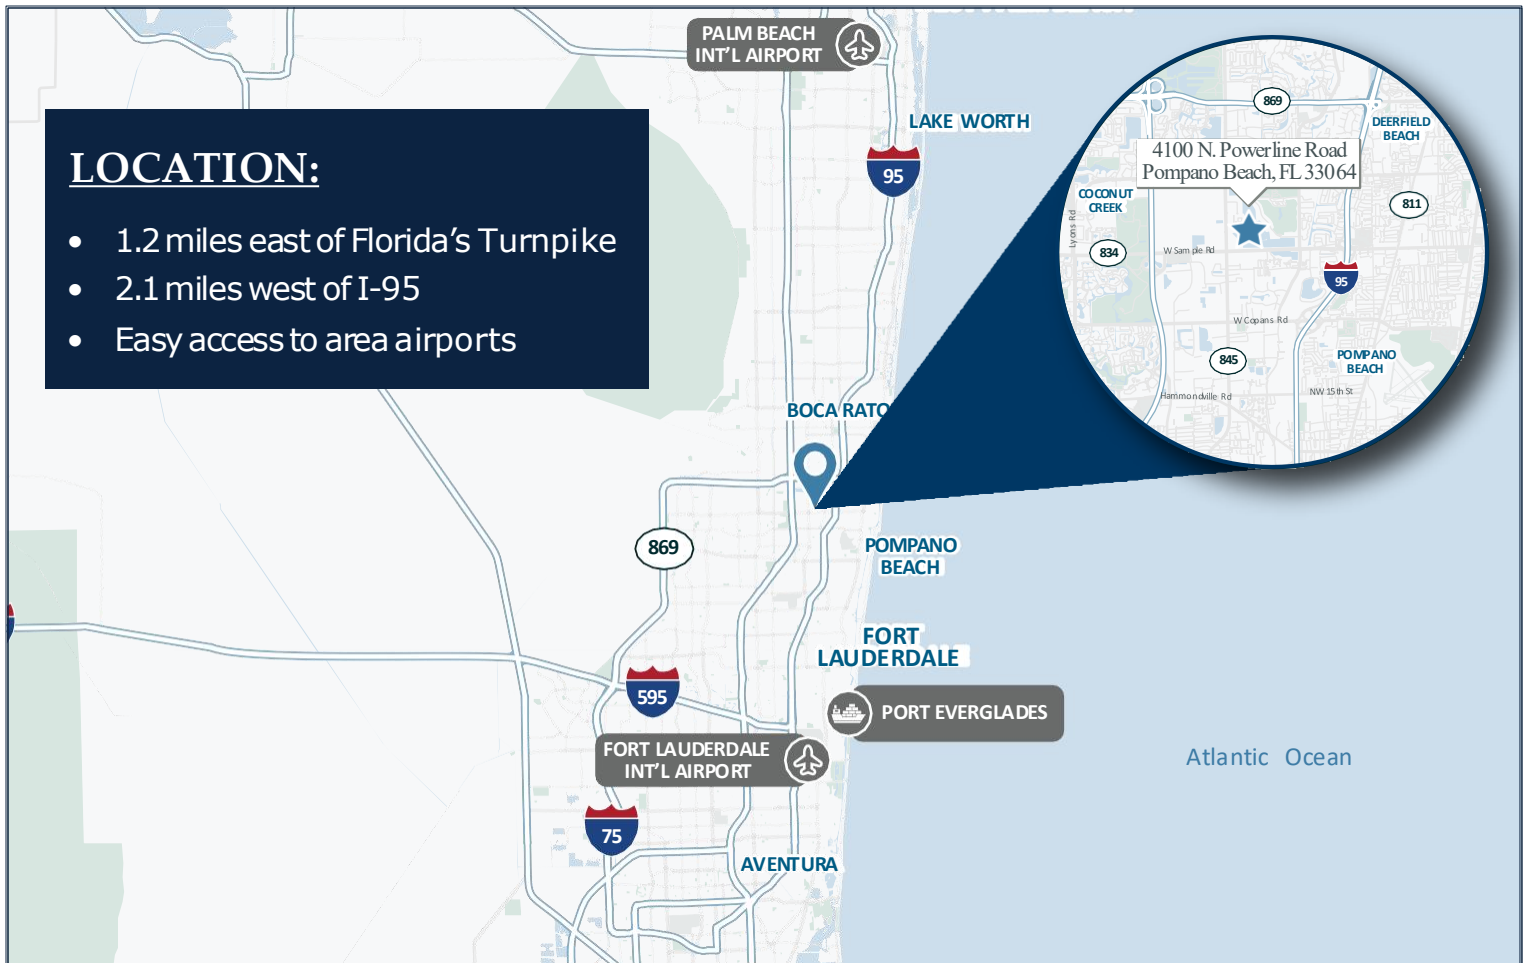 PALM BEACH
INT'L AIRPORT
LAKE WORTH
95
LOCATION:
• 1.2 miles east of Florida's Turnpike
• 2.1 miles west of I-95
• Easy access to area airports
869
DEERFIELD
BEACH
4100 N. Powerline Road
Pompano Beach, FL 33064
COCONUT
CREEK
811
Lyons Rd
834
W Sample Rd
95
W Copans Rd
845
POMPANO
BEACH
Hammondville Rd
NW 15th St
BOCA RATO
869
POMPANO
BEACH
FORT
LAUDERDALE
595
PORT EVERGLADES
FORT LAUDERDALE
INT'L AIRPORT
Atlantic Ocean
75
AVENTURA